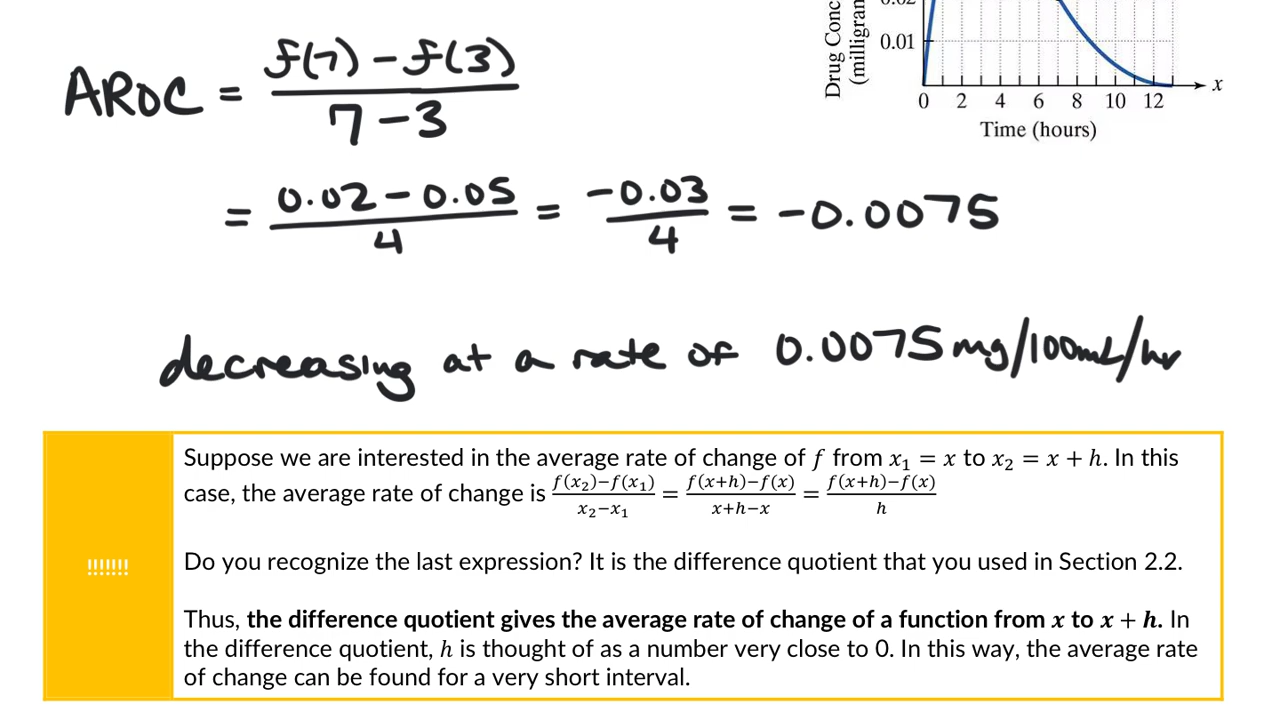 0.02
Drug Conc
(milligram
0.01
0 2 4 6 8 10 12 x
Time (hours)
AROC = f(7) - f(3) / 7 - 3
= 0.02 - 0.05 / 4 = -0.03 / 4 = -0.0075
decreasing at a rate of 0.0075 mg/100mL/hr
!!!!!!!
Suppose we are interested in the average rate of change of f from x₁ = x to x₂ = x + h. In this
case, the average rate of change is f(x₂)−f(x₁) / x₂−x₁ = f(x+h)−f(x) / x+h−x = f(x+h)−f(x) / h
Do you recognize the last expression? It is the difference quotient that you used in Section 2.2.
Thus, the difference quotient gives the average rate of change of a function from x to x + h. In
the difference quotient, h is thought of as a number very close to 0. In this way, the average rate
of change can be found for a very short interval.